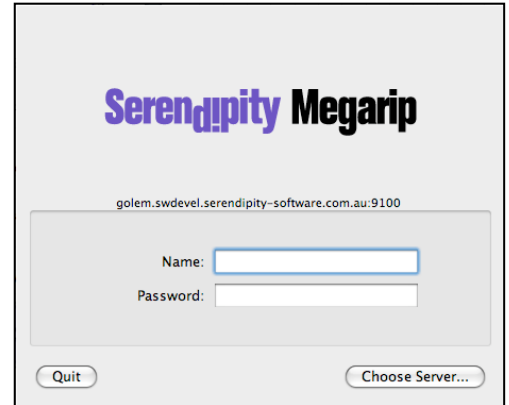 Serendipity Megarip
golem.swdevel.serendipity-software.com.au:9100
Name:
Password:
Quit
Choose Server...